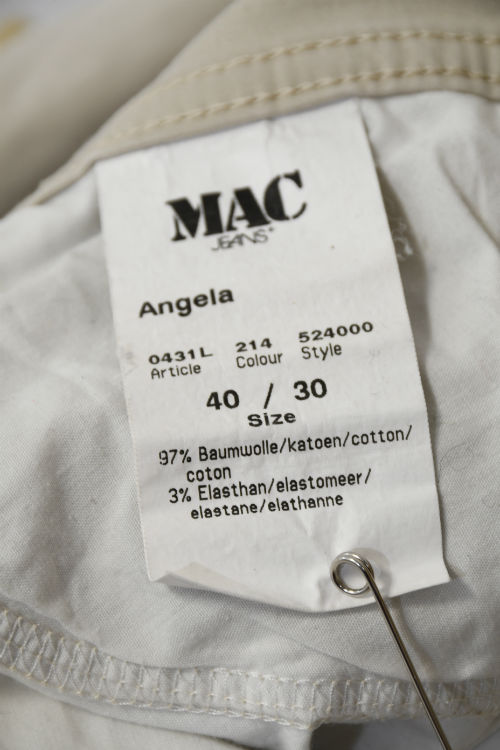 MAC
JEANS*
Angela
0431L 214 524000
Article Colour Style
40 / 30
Size
97% Baumwolle/katoen/cotton/
coton
3% Elasthan/elastomeer/
elastane/elathanne